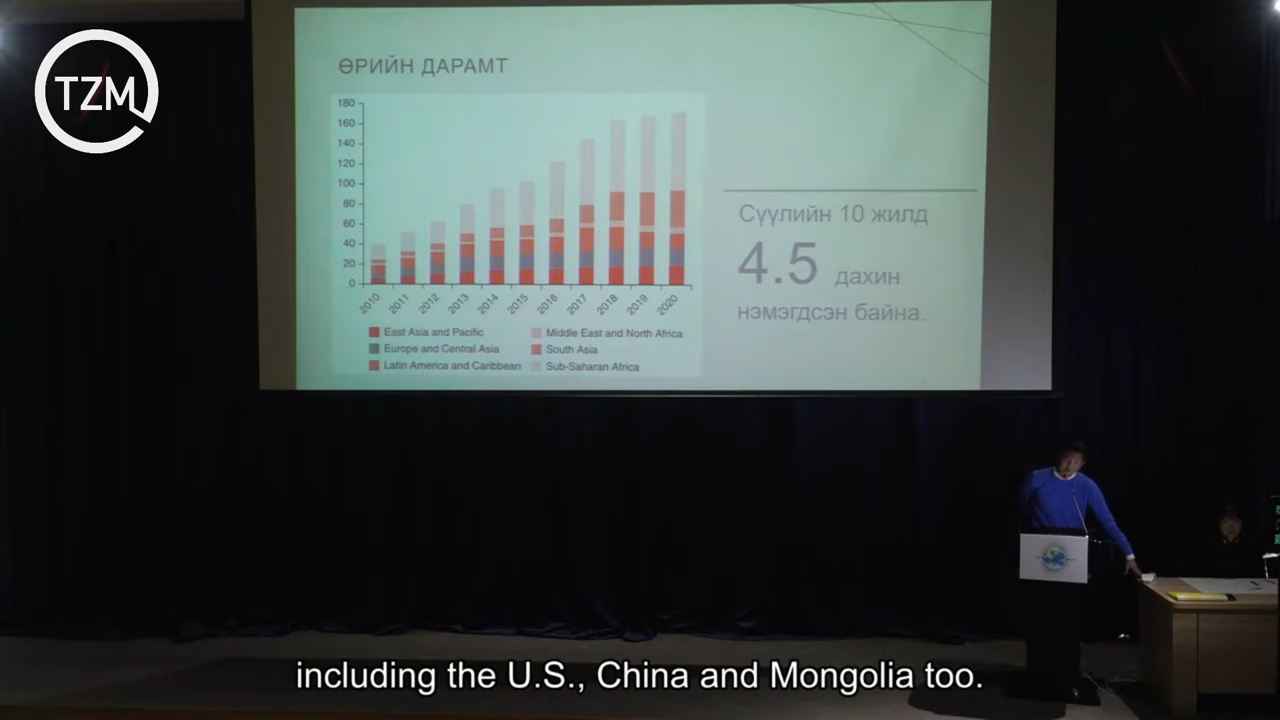 TZM
ӨРИЙН ДАРАМТ
180
160
140
120
100
80
60
40
20
0
2010 2011 2012 2013 2014 2015 2016 2017 2018 2019 2020
East Asia and Pacific
Europe and Central Asia
Latin America and Caribbean
Middle East and North Africa
South Asia
Sub-Saharan Africa
Сүүлийн 10 жилд
4.5 дахин
нэмэгдсэн байна.
including the U.S., China and Mongolia too.